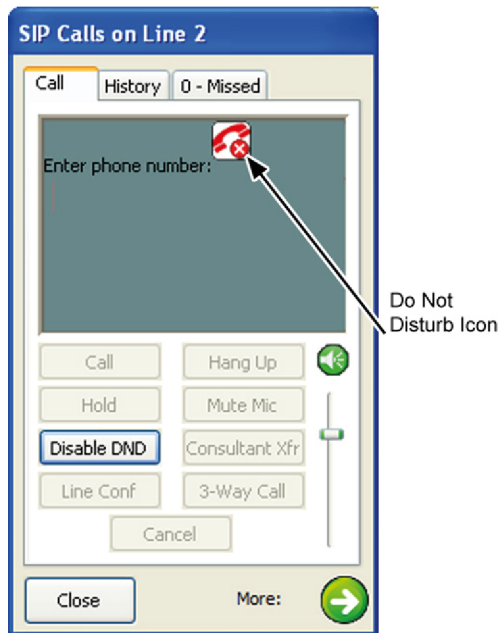 SIP Calls on Line 2
Call History 0 - Missed
Enter phone number:
Do Not
Disturb Icon
Call Hang Up
Hold Mute Mic
Disable DND Consultant Xfr
Line Conf 3-Way Call
Cancel
Close More: